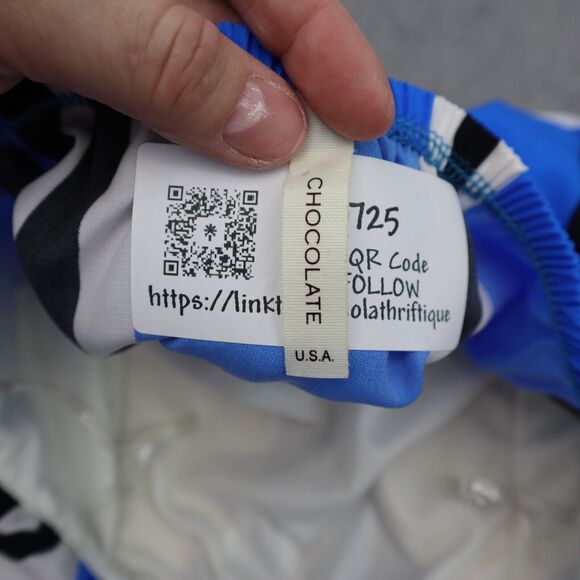 725
QR Code
FOLLOW
https://linkt
olathriftique
CHOCOLATE
U.S.A.